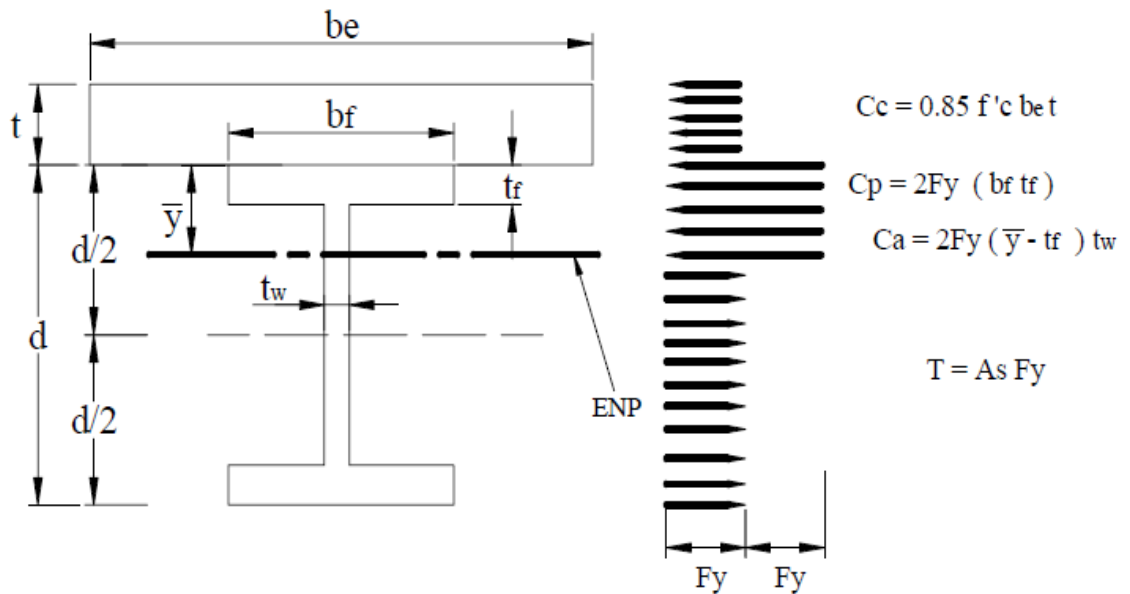 be
t
bf
Cc = 0.85 f 'c be t
tf
Cp = 2Fy ( bf tf )
y̅
d/2
Ca = 2Fy ( y̅ - tf ) tw
tw
d
T = As Fy
ENP
d/2
Fy
Fy